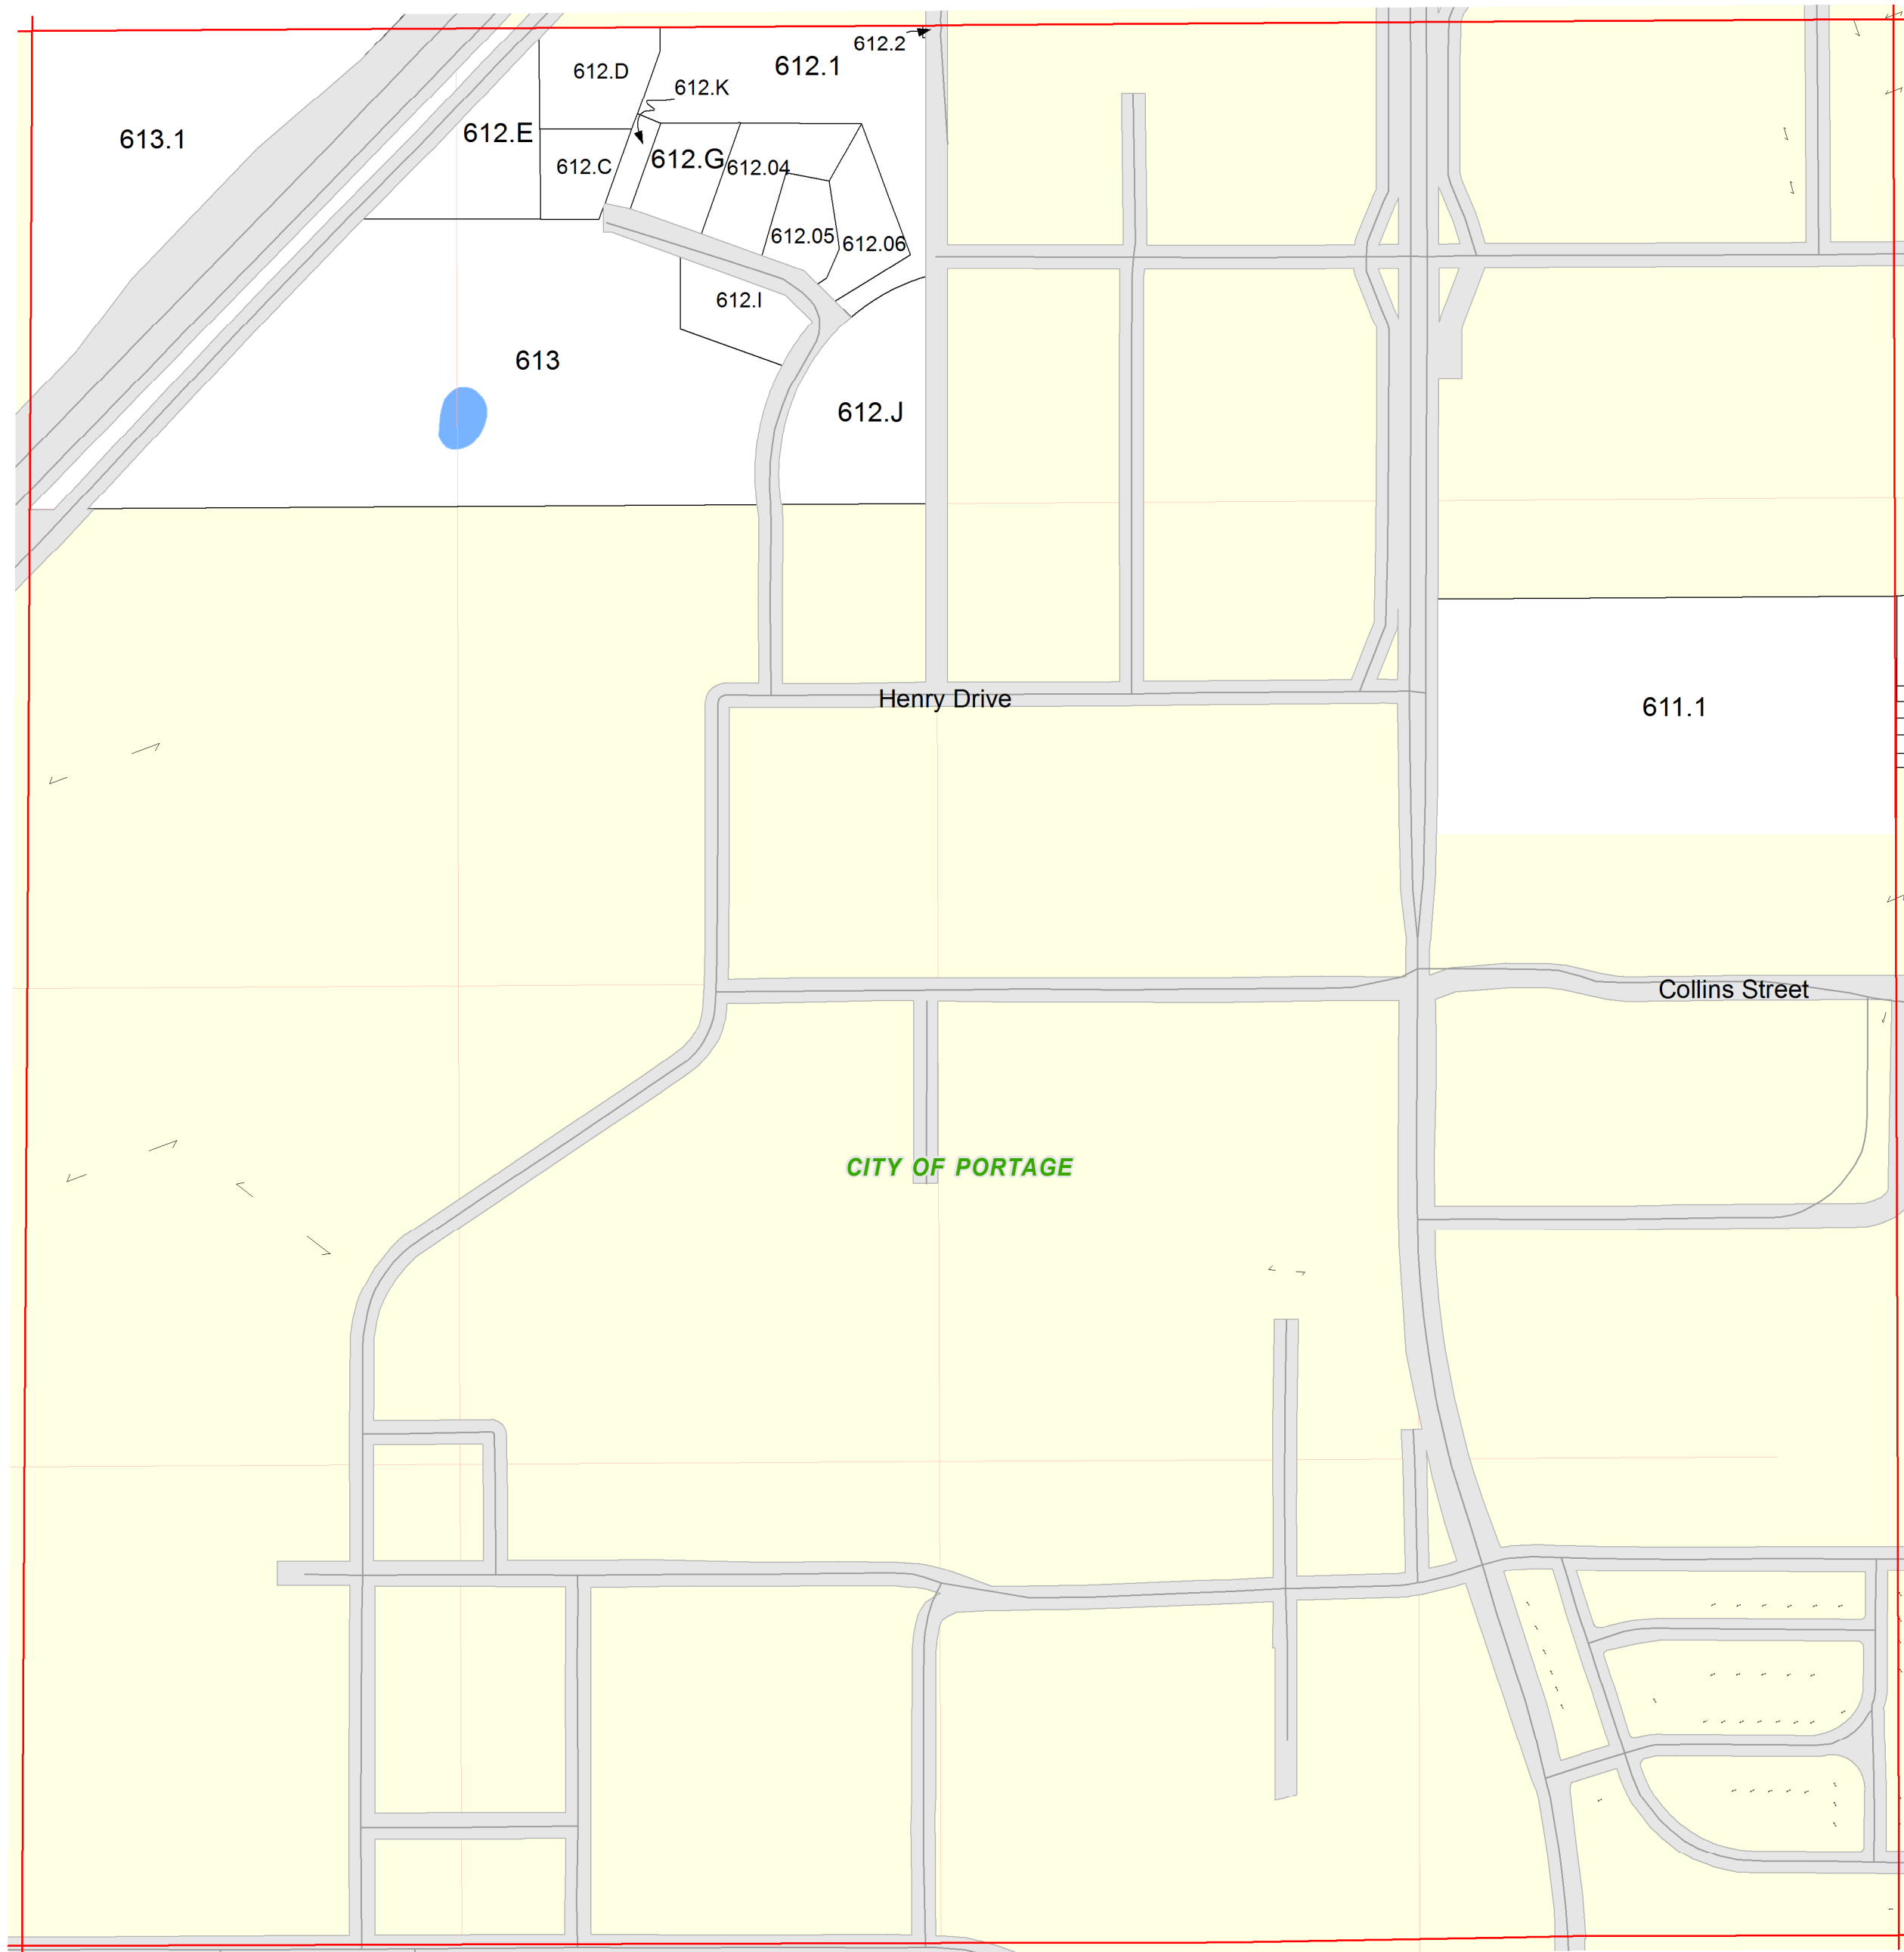 612.2
612.1
612.D
612.K
613.1
612.E
612.C
612.G
612.04
612.05
612.06
612.I
613
612.J
Henry Drive
611.1
Collins Street
CITY OF PORTAGE